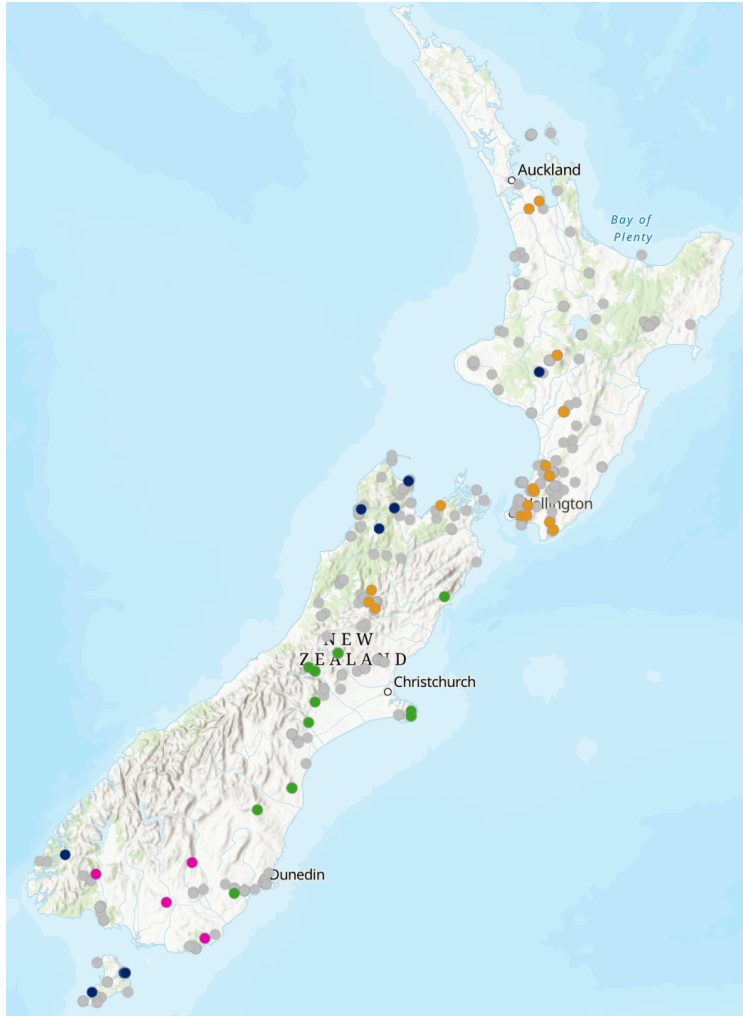 Auckland
Bay of
Plenty
Wellington
NEW
ZEALAND
Christchurch
Dunedin